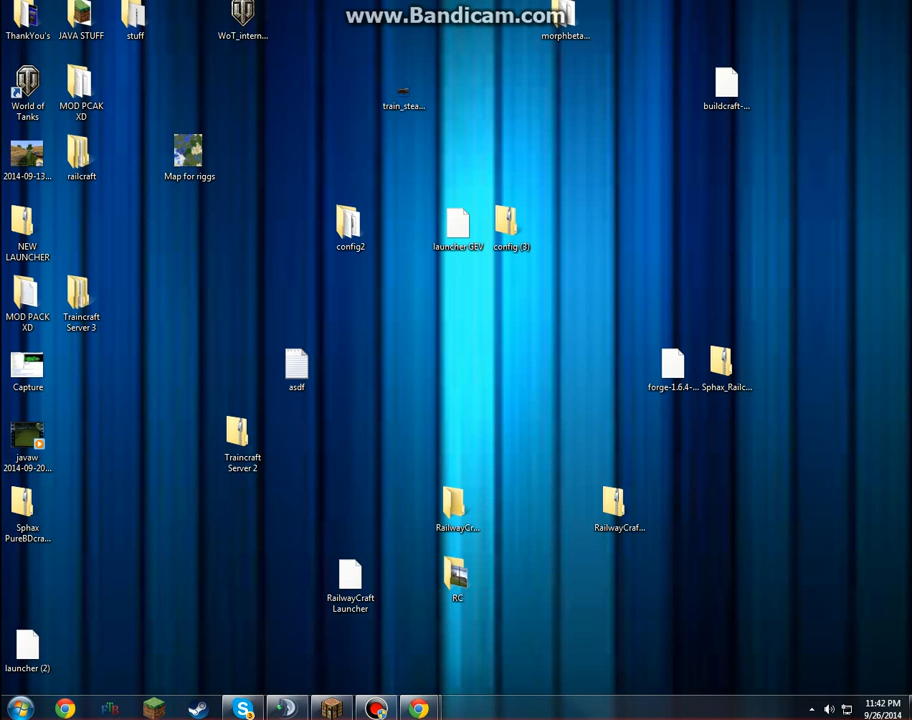 www.Bandicam.com
ThankYou's
JAVA STUFF
stuff
WoT_intern...
morphbeta...
World of
Tanks
MOD PCAK
XD
train_stea...
buildcraft-...
2014-09-13...
railcraft
Map for riggs
NEW
LAUNCHER
config2
launcher GEV
config (3)
MOD PACK
XD
Traincraft
Server 3
Capture
asdf
forge-1.6.4-...
Sphax_Railc...
javaw
2014-09-20...
Traincraft
Server 2
Sphax
PureBDcra...
RailwayCr...
RailwayCraf...
RailwayCraft
Launcher
RC
launcher (2)
FTB
11:42 PM
9/26/2014